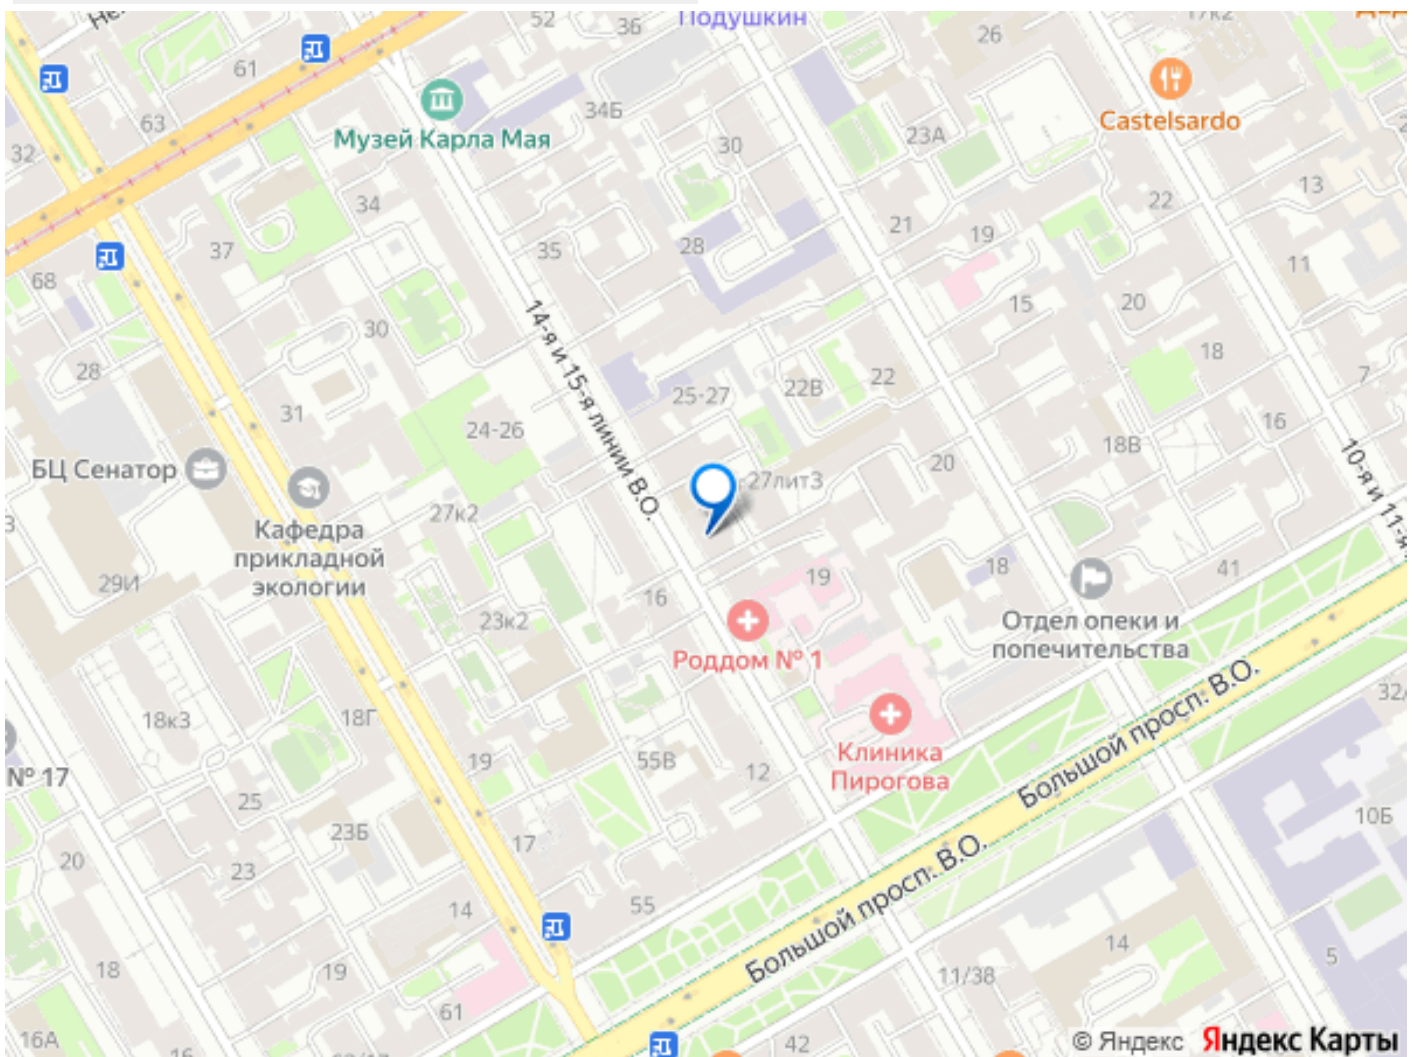 52
36
Подушкин
17к2
26
61
Музей Карла Мая
34Б
Castelsardo
63
23А
30
32
34
13
22
21
19
37
35
28
11
68
15
20
30
14-я и 15-я линии В.О.
18
28
25-27
22В
22
7
31
24-26
16
18В
БЦ Сенатор
20
27лит3
10-я и 11-я
27к2
Кафедра
прикладной
экологии
29И
19
18
41
16
23к2
Отдел опеки и
попечительства
Роддом № 1
Большой просп. В.О.
18к3
18Г
Клиника
Пирогова
19
55В
12
№ 17
25
23Б
10Б
17
20
23
Большой просп. В.О.
14
55
14
18
19
11/38
5
61
16А
16
42
© Яндекс Яндекс Карты